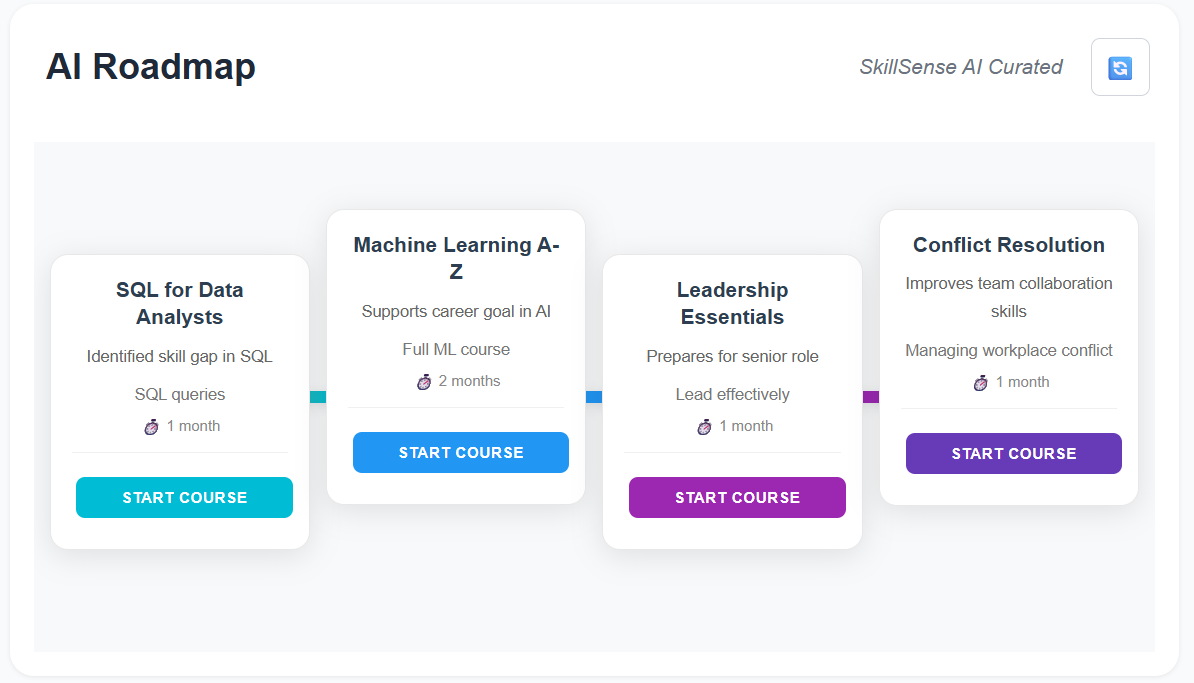 AI Roadmap
SkillSense AI Curated
SQL for Data
Analysts
Identified skill gap in SQL
SQL queries
1 month
START COURSE
Machine Learning A-
Z
Supports career goal in AI
Full ML course
2 months
START COURSE
Leadership
Essentials
Prepares for senior role
Lead effectively
1 month
START COURSE
Conflict Resolution
Improves team collaboration
skills
Managing workplace conflict
1 month
START COURSE